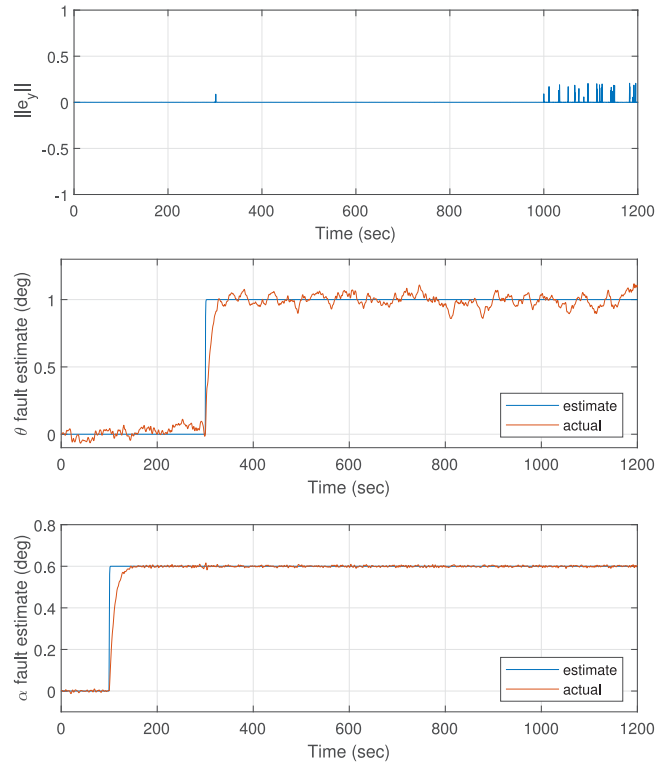 1
0.5
0
-0.5
-1
||e_y||
0 200 400 600 800 1000 1200
Time (sec)
1
0.5
0
θ fault estimate (deg)
estimate
actual
0 200 400 600 800 1000 1200
Time (sec)
0.8
0.6
0.4
0.2
0
α fault estimate (deg)
estimate
actual
0 200 400 600 800 1000 1200
Time (sec)